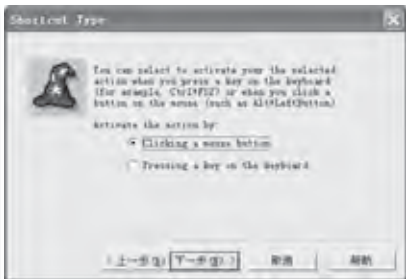 Shortcut Type
You can select to activate your the selected
action when you press a key on the keyboard
(for example, Ctrl+F12) or when you click a
button on the mouse (such as Alt+LeftButton)
Activate the action by:
Clicking a mouse button
Pressing a key on the keyboard
<上一步(B) 下一步(N)> 取消 帮助